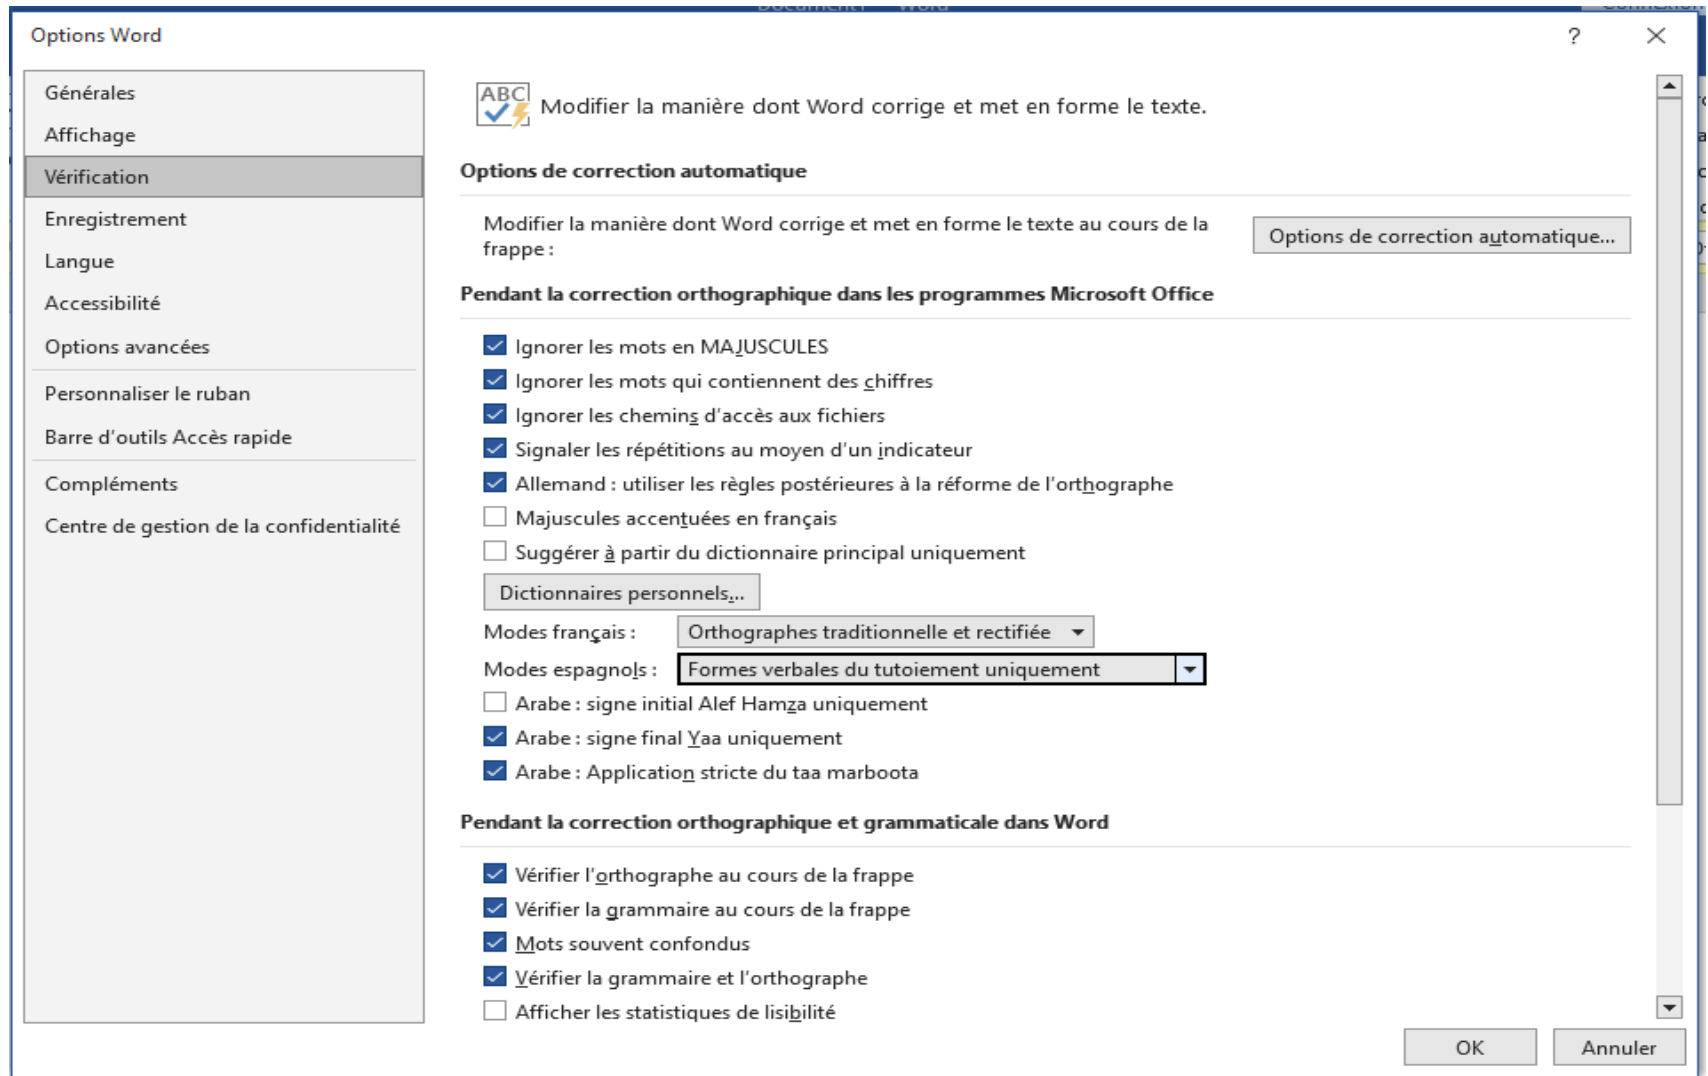 Options Word
?
Générales
Affichage
Vérification
Enregistrement
Langue
Accessibilité
Options avancées
Personnaliser le ruban
Barre d'outils Accès rapide
Compléments
Centre de gestion de la confidentialité
ABC
Modifier la manière dont Word corrige et met en forme le texte.
Options de correction automatique
Modifier la manière dont Word corrige et met en forme le texte au cours de la
frappe :
Options de correction automatique...
Pendant la correction orthographique dans les programmes Microsoft Office
Ignorer les mots en MAJUSCULES
Ignorer les mots qui contiennent des chiffres
Ignorer les chemins d'accès aux fichiers
Signaler les répétitions au moyen d'un indicateur
Allemand : utiliser les règles postérieures à la réforme de l'orthographe
Majuscules accentuées en français
Suggérer à partir du dictionnaire principal uniquement
Dictionnaires personnels...
Modes français : Orthographes traditionnelle et rectifiée
Modes espagnols : Formes verbales du tutoiement uniquement
Arabe : signe initial Alef Hamza uniquement
Arabe : signe final Yaa uniquement
Arabe : Application stricte du taa marboota
Pendant la correction orthographique et grammaticale dans Word
Vérifier l'orthographe au cours de la frappe
Vérifier la grammaire au cours de la frappe
Mots souvent confondus
Vérifier la grammaire et l'orthographe
Afficher les statistiques de lisibilité
OK
Annuler